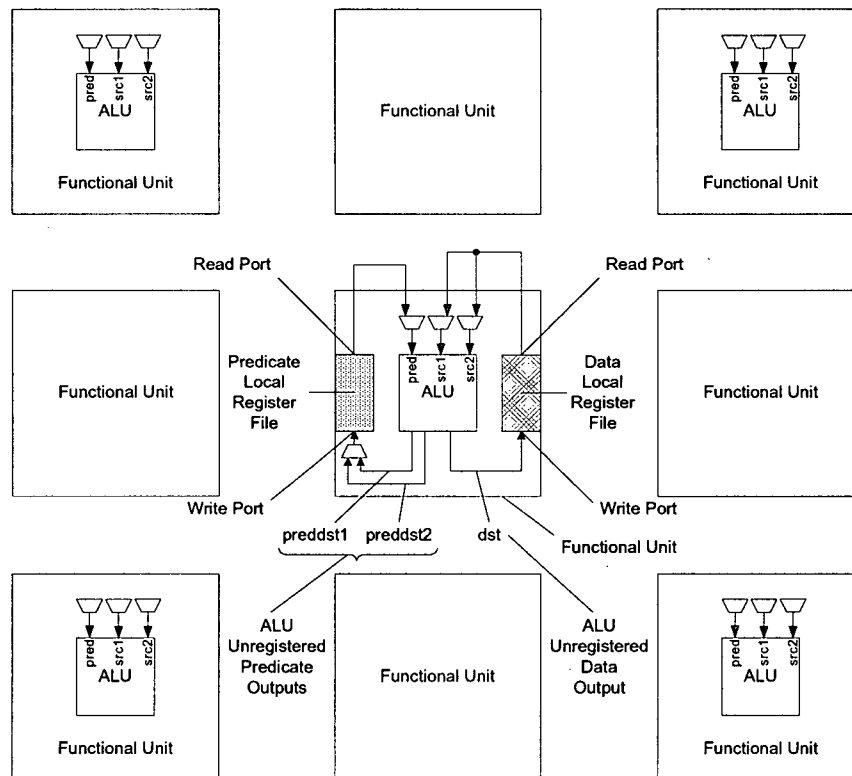 pred
src1
src2
ALU
Functional Unit
Functional Unit
pred
src1
src2
ALU
Functional Unit
Read Port
Read Port
Functional Unit
Predicate
Local
Register
File
pred
src1
src2
ALU
Data
Local
Register
File
Functional Unit
Write Port
Write Port
preddst1
preddst2
dst
Functional Unit
pred
src1
src2
ALU
Functional Unit
ALU
Unregistered
Predicate
Outputs
Functional Unit
ALU
Unregistered
Data
Output
pred
src1
src2
ALU
Functional Unit